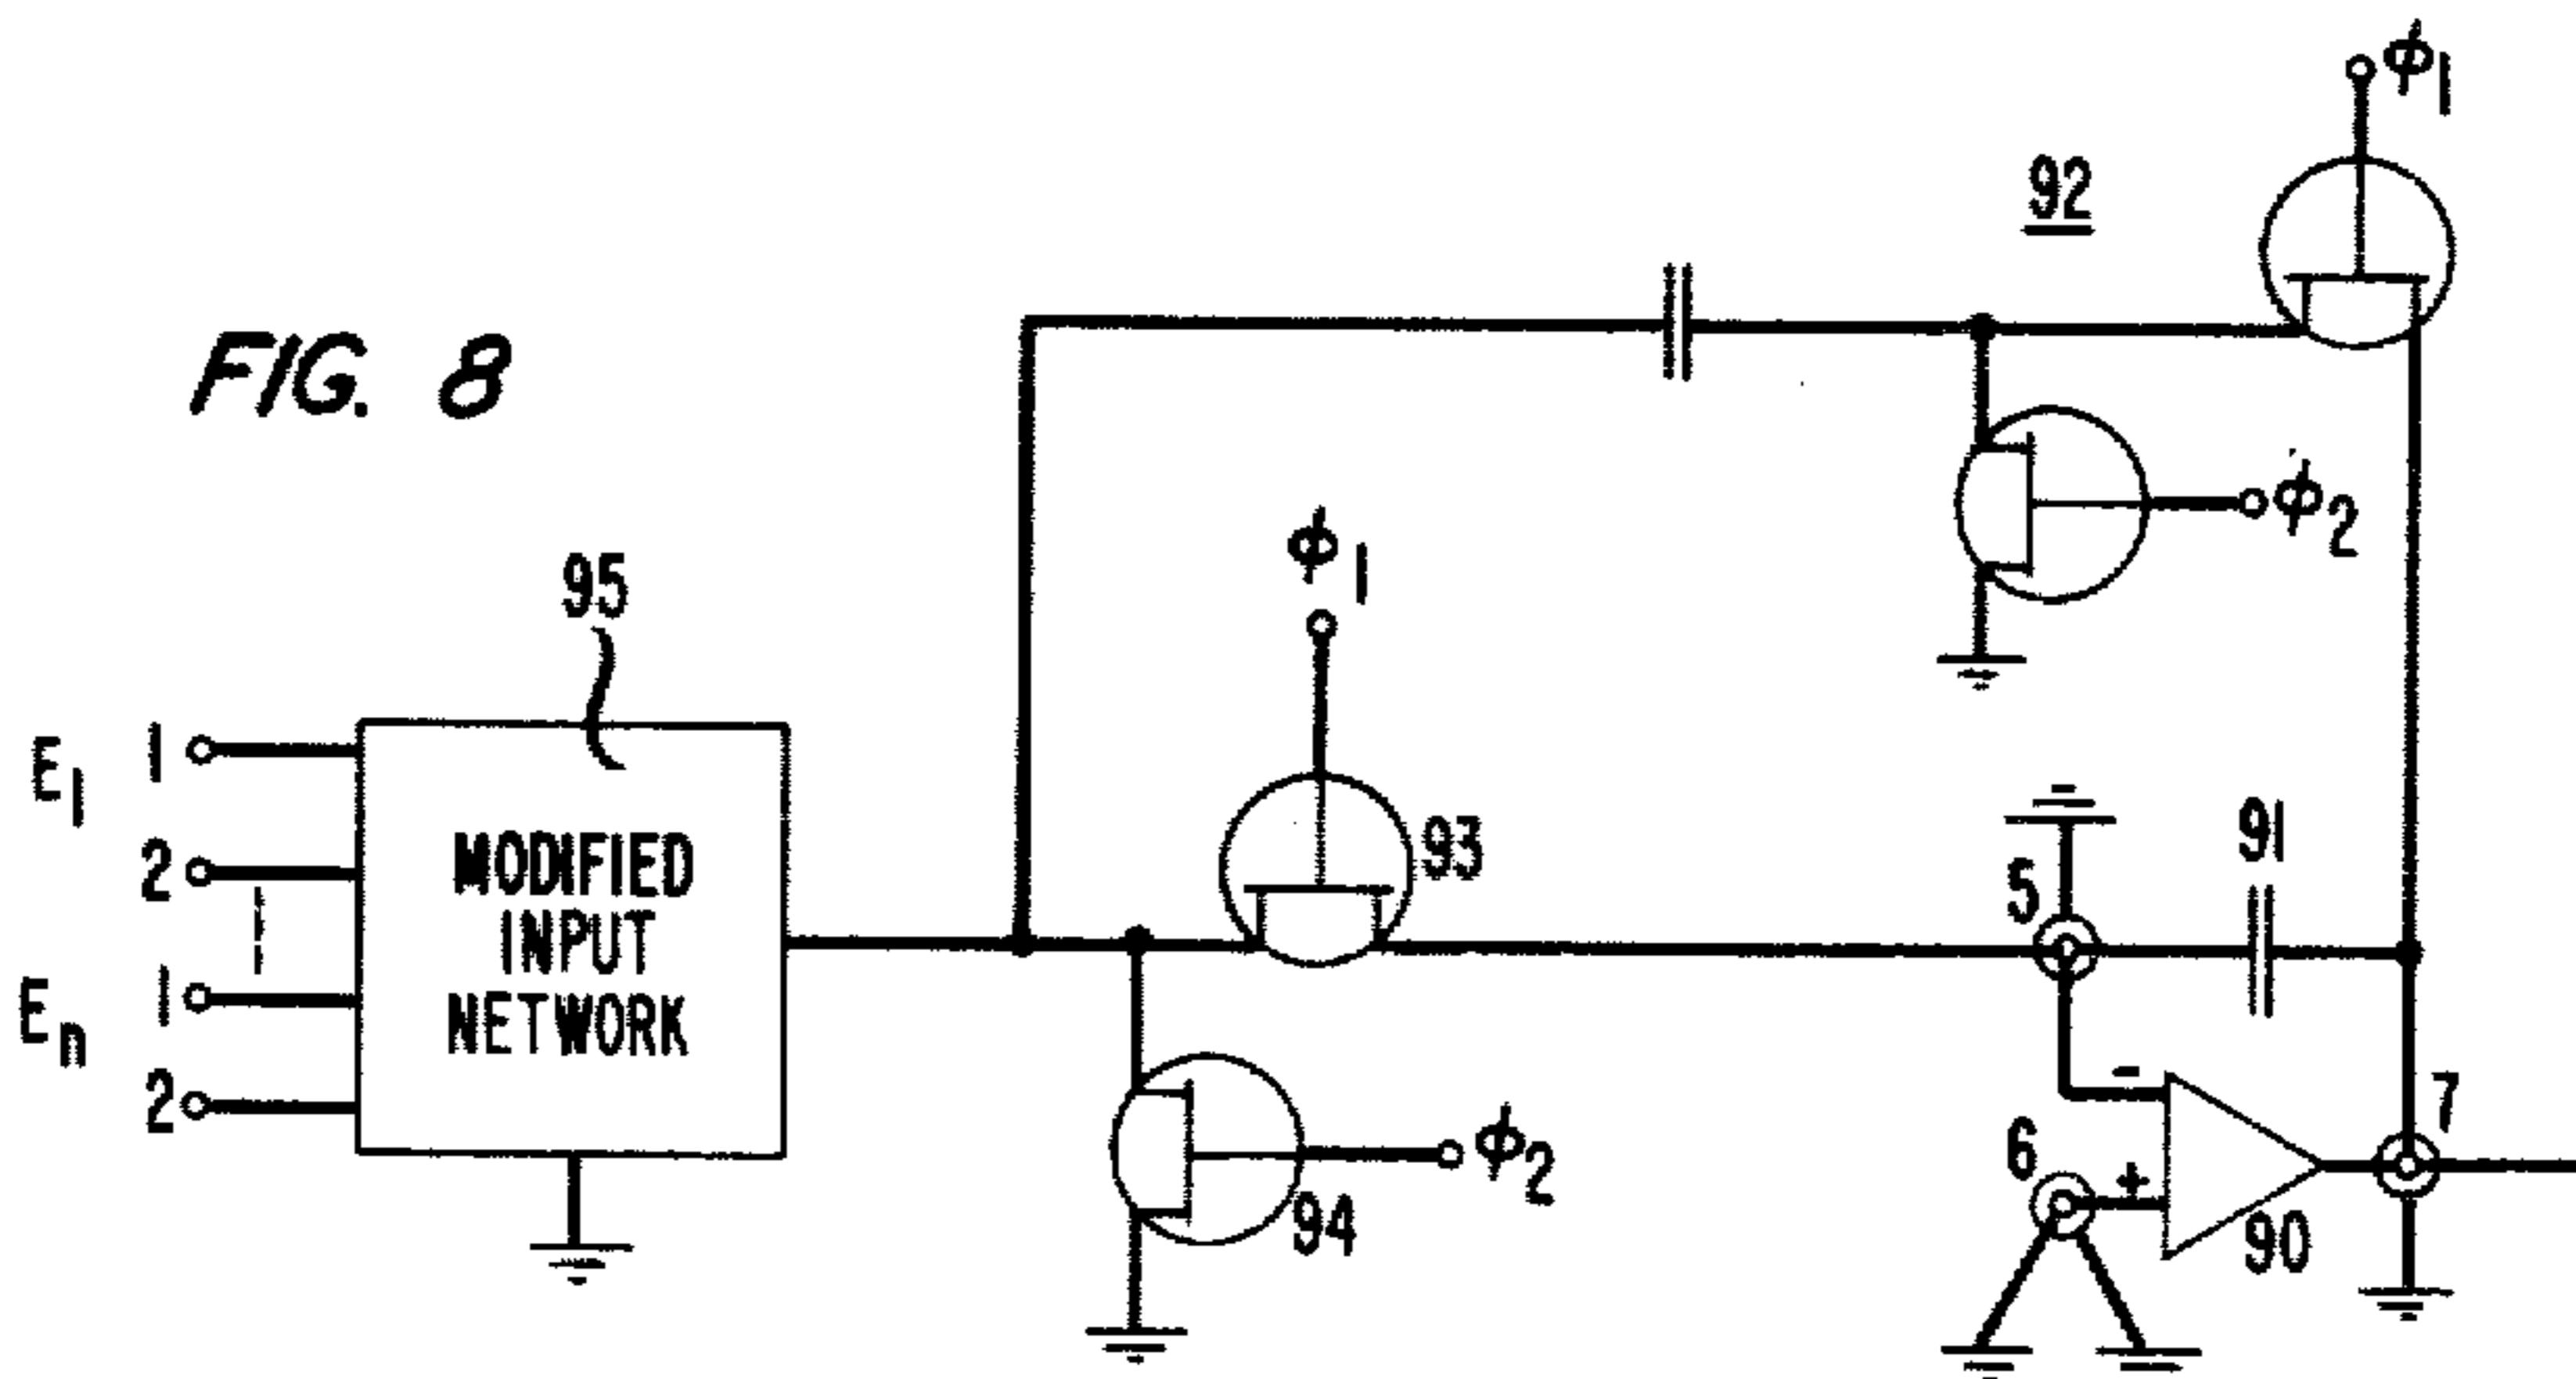 FIG. 8
ϕ1
92
ϕ2
ϕ1
95
93
91
5
E1 1
2
MODIFIED
INPUT
NETWORK
En 1
2
ϕ2
94
-
6
+
90
7